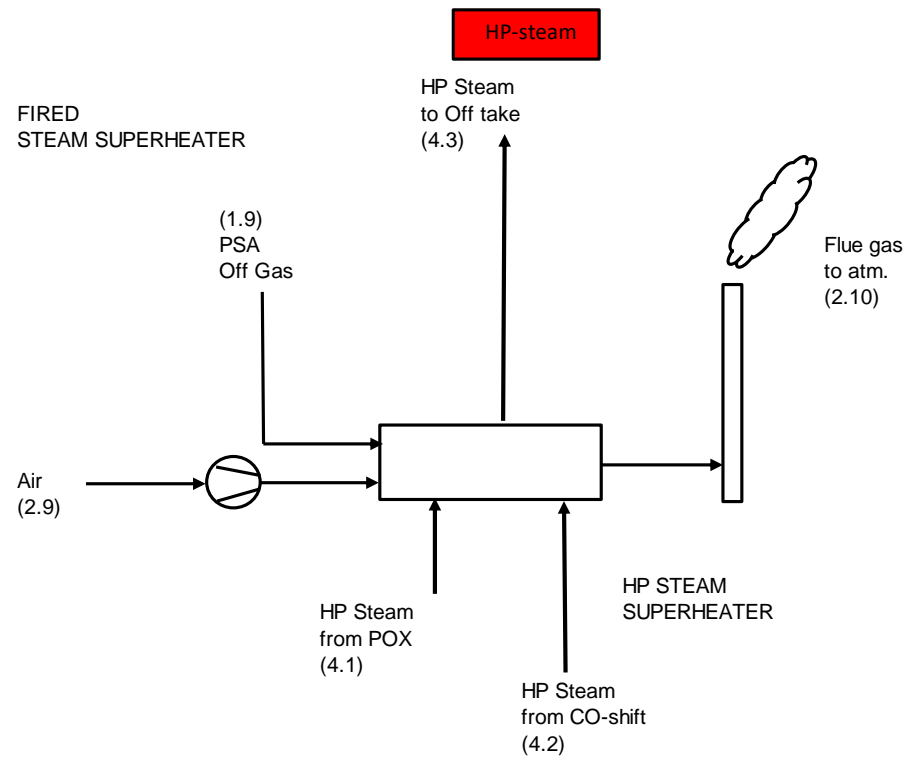 HP-steam
HP Steam
to Off take
(4.3)
FIRED
STEAM SUPERHEATER
(1.9)
PSA
Off Gas
Flue gas
to atm.
(2.10)
Air
(2.9)
HP Steam
from POX
(4.1)
HP STEAM
SUPERHEATER
HP Steam
from CO-shift
(4.2)